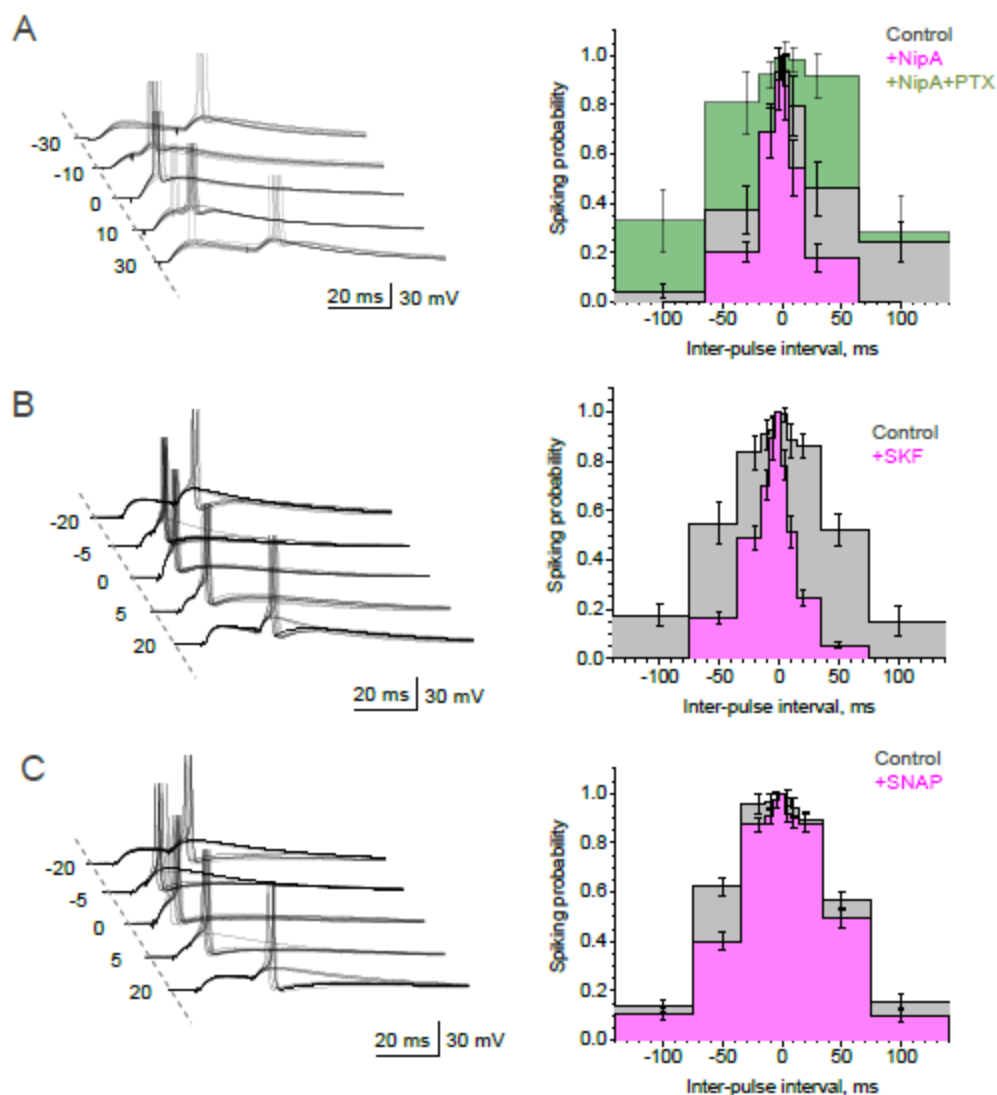 A
-30
-10
0
10
30
20 ms 30 mV
Control
+NipA
+NipA+PTX
Spiking probability
1.0
0.8
0.6
0.4
0.2
0.0
-100 -50 0 50 100
Inter-pulse interval, ms
B
-20
-5
0
5
20
20 ms 30 mV
Control
+SKF
Spiking probability
1.0
0.8
0.6
0.4
0.2
0.0
-100 -50 0 50 100
Inter-pulse interval, ms
C
-20
-5
0
5
20
20 ms 30 mV
Control
+SNAP
Spiking probability
1.0
0.8
0.6
0.4
0.2
0.0
-100 -50 0 50 100
Inter-pulse interval, ms